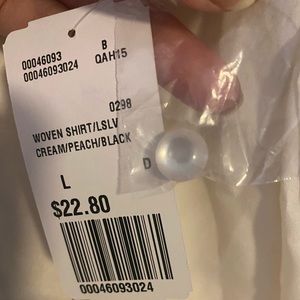 00046093 B
00046093024 QAH15
0298
WOVEN SHIRT/LSLV
CREAM/PEACH/BLACK
D
L
$22.80
00046093024